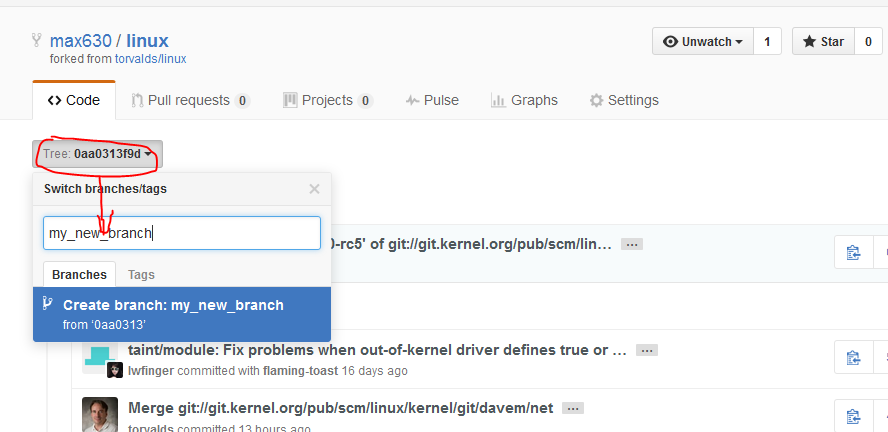 max630 / linux
forked from torvalds/linux
Unwatch 1 Star 0
Code Pull requests 0 Projects 0 Pulse Graphs Settings
Tree: 0aa0313f9d
Switch branches/tags
my_new_branch
0-rc5' of git://git.kernel.org/pub/scm/lin… …
Branches Tags
Create branch: my_new_branch
from '0aa0313'
taint/module: Fix problems when out-of-kernel driver defines true or … …
lwfinger committed with flaming-toast 16 days ago
Merge git://git.kernel.org/pub/scm/linux/kernel/git/davem/net …
torvalds committed 13 hours ago